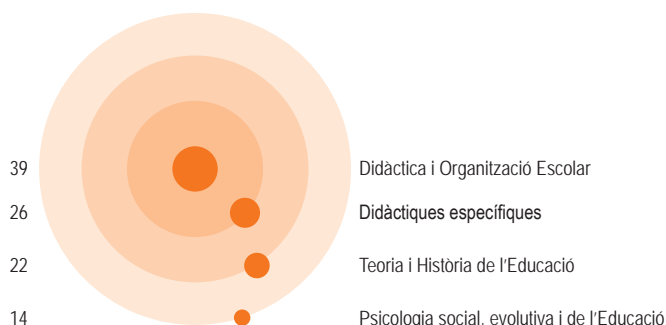 39 Didàctica i Organització Escolar
26 Didàctiques específiques
22 Teoria i Història de l'Educació
14 Psicologia social, evolutiva i de l'Educació